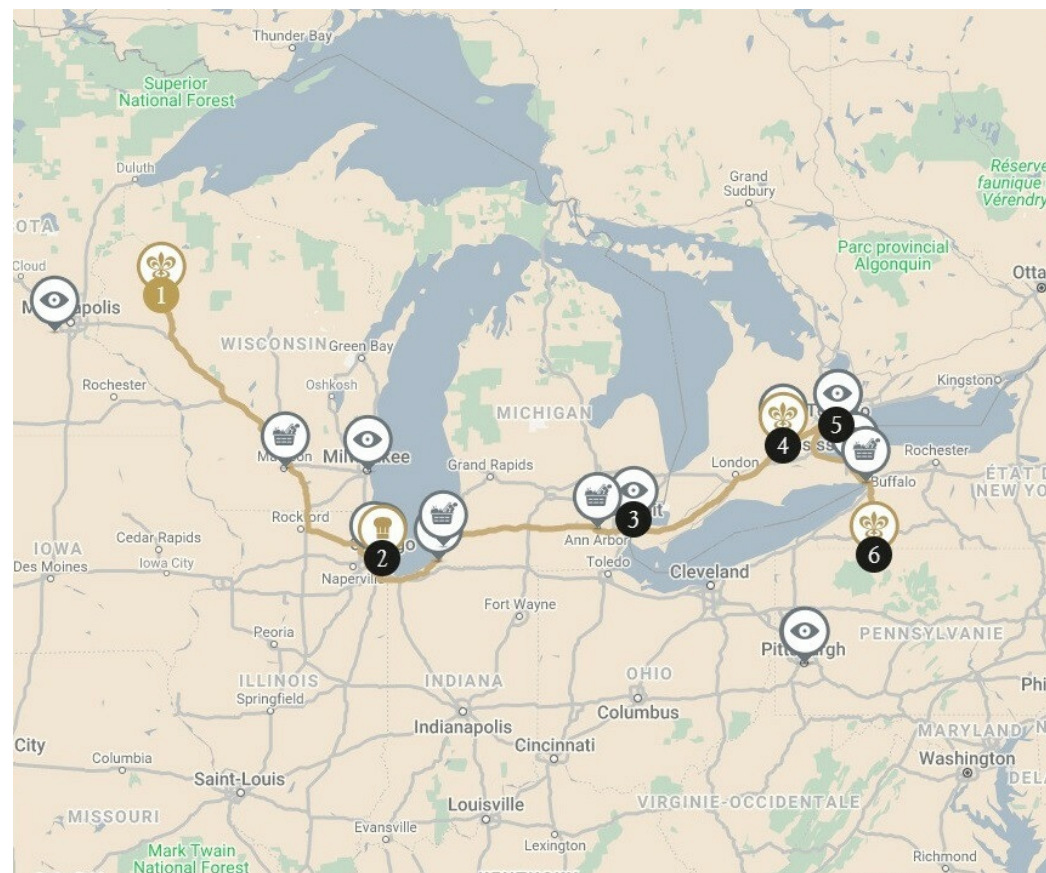 Thunder Bay
Superior
National Forest
Duluth
Grand
Sudbury
Réserve
faunique
Vérendry
OTA
Cloud
Parc provincial
Algonquin
Otta
1
apolis
WISCONSIN
Green Bay
Rochester
Oshkosh
Kingston
MICHIGAN
5
4
Grand Rapids
London
Rochester
Buffalo
ÉTAT D
NEW YO
Rockford
3
it
Ann Arbor
IOWA
Cedar Rapids
Des Moines
Iowa City
go
2
Naperville
Toledo
Cleveland
6
Fort Wayne
Peoria
PENNSYLVANIE
ILLINOIS
INDIANA
OHIO
Springfield
Columbus
Phi
Indianapolis
City
Cincinnati
MARYLAND
N
Columbia
Washington
Saint-Louis
DELA
MISSOURI
Louisville
VIRGINIE-OCCIDENTALE
Evansville
Lexington
Mark Twain
National Forest
Richmond